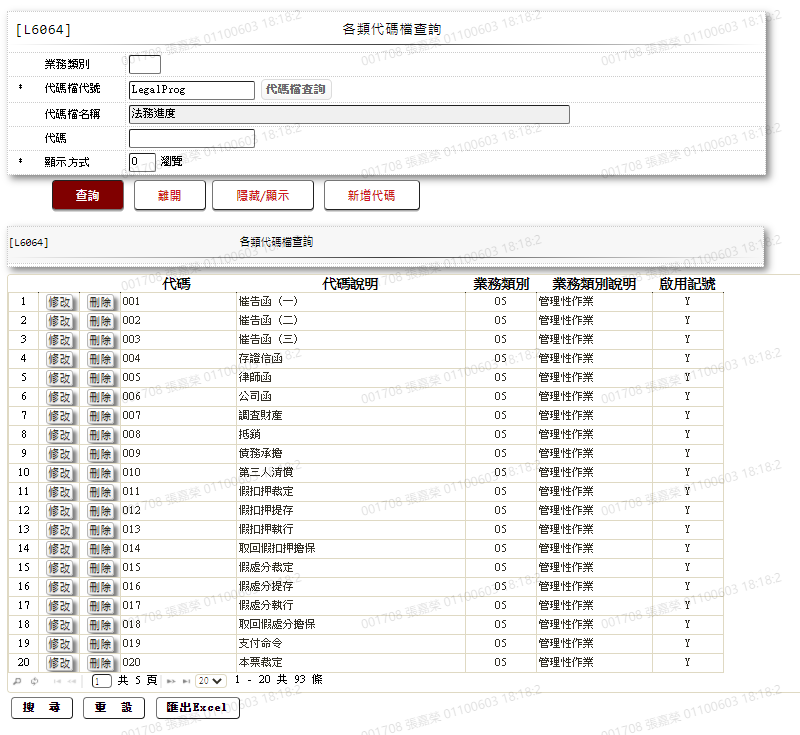 [L6064] 各類代碼檔查詢
業務類別
* 代碼檔代號 LegalProg 代碼檔查詢
代碼檔名稱 法務進度
代碼
* 顯示方式 0 瀏覽
查詢 離開 隱藏/顯示 新增代碼
[L6064] 各類代碼檔查詢
代碼 代碼說明 業務類別 業務類別說明 啟用記號
1 修改 刪除 001 催告函（一） 05 管理性作業 Y
2 修改 刪除 002 催告函（二） 05 管理性作業 Y
3 修改 刪除 003 催告函（三） 05 管理性作業 Y
4 修改 刪除 004 存證信函 05 管理性作業 Y
5 修改 刪除 005 律師函 05 管理性作業 Y
6 修改 刪除 006 公司函 05 管理性作業 Y
7 修改 刪除 007 調查財產 05 管理性作業 Y
8 修改 刪除 008 抵銷 05 管理性作業 Y
9 修改 刪除 009 債務承擔 05 管理性作業 Y
10 修改 刪除 010 第三人清償 05 管理性作業 Y
11 修改 刪除 011 假扣押裁定 05 管理性作業 Y
12 修改 刪除 012 假扣押提存 05 管理性作業 Y
13 修改 刪除 013 假扣押執行 05 管理性作業 Y
14 修改 刪除 014 取回假扣押擔保 05 管理性作業 Y
15 修改 刪除 015 假處分裁定 05 管理性作業 Y
16 修改 刪除 016 假處分提存 05 管理性作業 Y
17 修改 刪除 017 假處分執行 05 管理性作業 Y
18 修改 刪除 018 取回假處分擔保 05 管理性作業 Y
19 修改 刪除 019 支付命令 05 管理性作業 Y
20 修改 刪除 020 本票裁定 05 管理性作業 Y
1 共 5 頁 20 1 - 20 共 93 條
搜 尋 重 設 匯出Excel
001708 張嘉榮 01100603 18:18:2